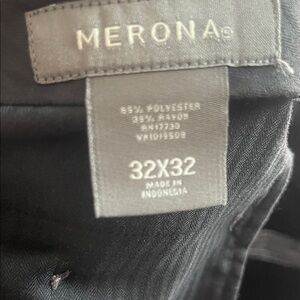 MERONA®
65% POLYESTER
35% RAYON
RN17730
32X32
MADE IN
INDONESIA